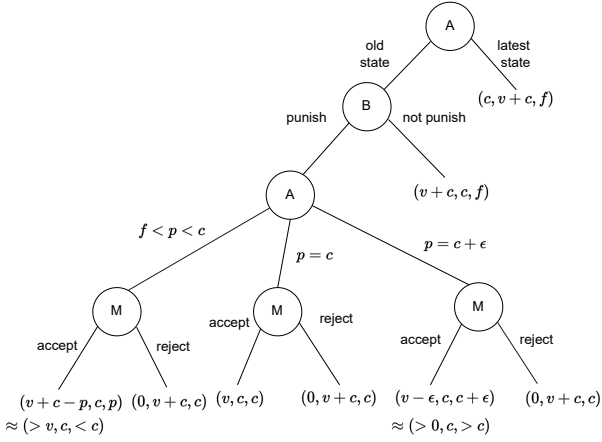 A
old
state
latest
state
(c, v + c, f)
B
punish
not punish
(v + c, c, f)
A
f < p < c
p = c
p = c + ϵ
M
M
M
accept
reject
accept
reject
accept
reject
(v + c − p, c, p)
(0, v + c, c)
(v, c, c)
(0, v + c, c)
(v − ϵ, c, c + ϵ)
(0, v + c, c)
≈ (> v, c, < c)
≈ (> 0, c, > c)